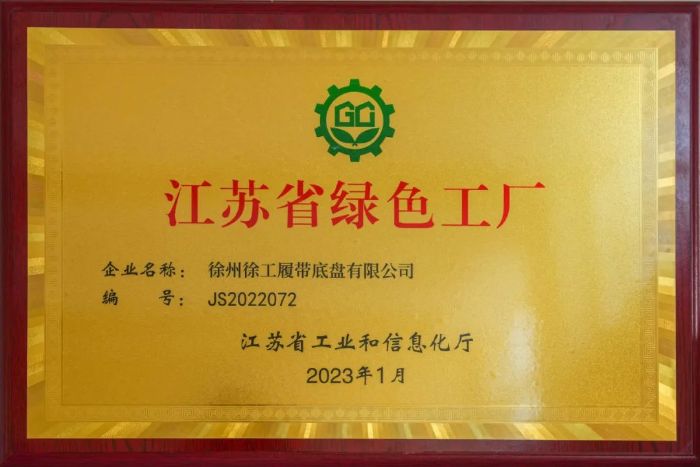 GC
江苏省绿色工厂
企业名称：徐州徐工履带底盘有限公司
编号：JS2022072
江苏省工业和信息化厅
2023年1月